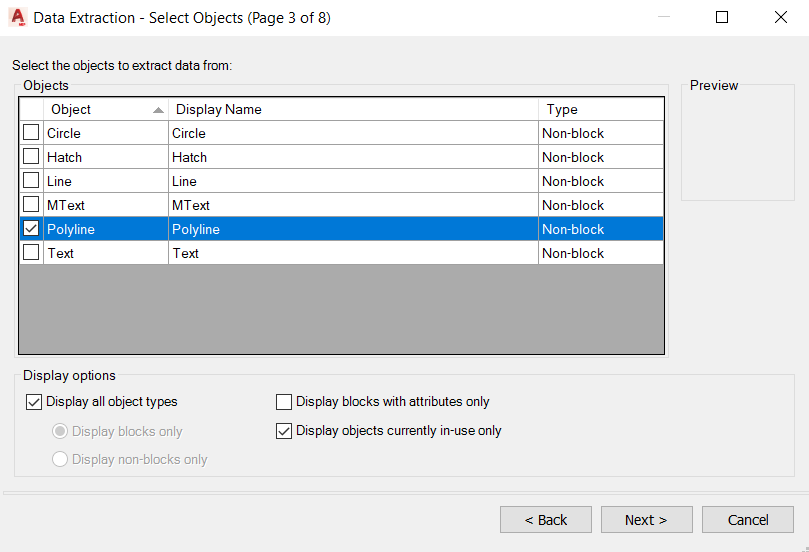 Data Extraction - Select Objects (Page 3 of 8)
Select the objects to extract data from:
Objects
Preview
Object Display Name Type
Circle Circle Non-block
Hatch Hatch Non-block
Line Line Non-block
MText MText Non-block
Polyline Polyline Non-block
Text Text Non-block
Display options
Display all object types Display blocks with attributes only
Display blocks only Display objects currently in-use only
Display non-blocks only
< Back Next > Cancel